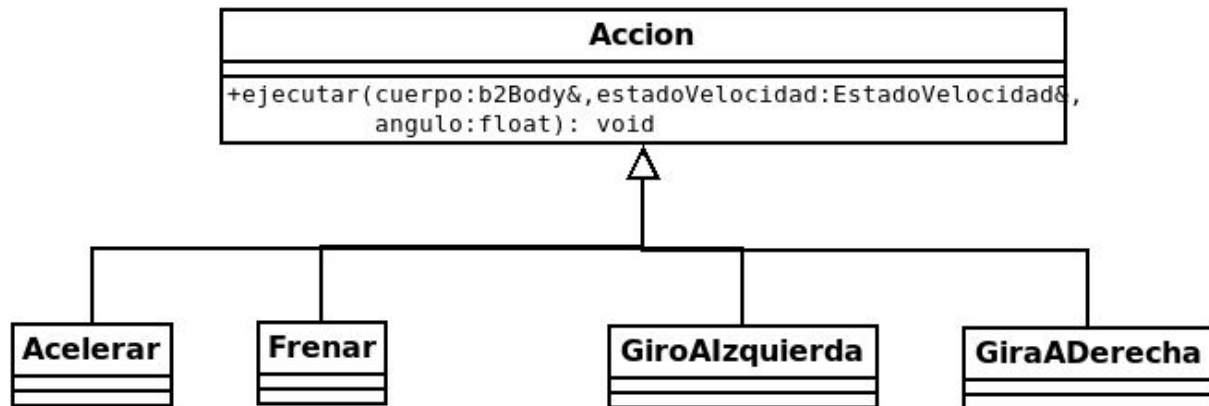 Accion
+ejecutar(cuerpo:b2Body&,estadoVelocidad:EstadoVelocidad&,
angulo:float): void
Acelerar
Frenar
GiroAIzquierda
GiraADerecha